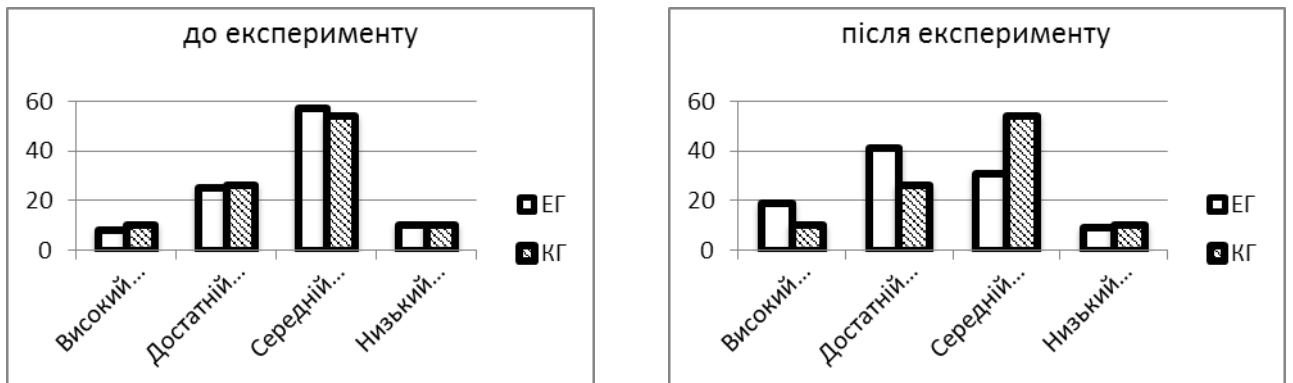 до експерименту
60
40
20
0
Високий...
Достатній...
Середній...
Низький...
ЕГ
КГ
після експерименту
60
40
20
0
Високий...
Достатній...
Середній...
Низький...
ЕГ
КГ